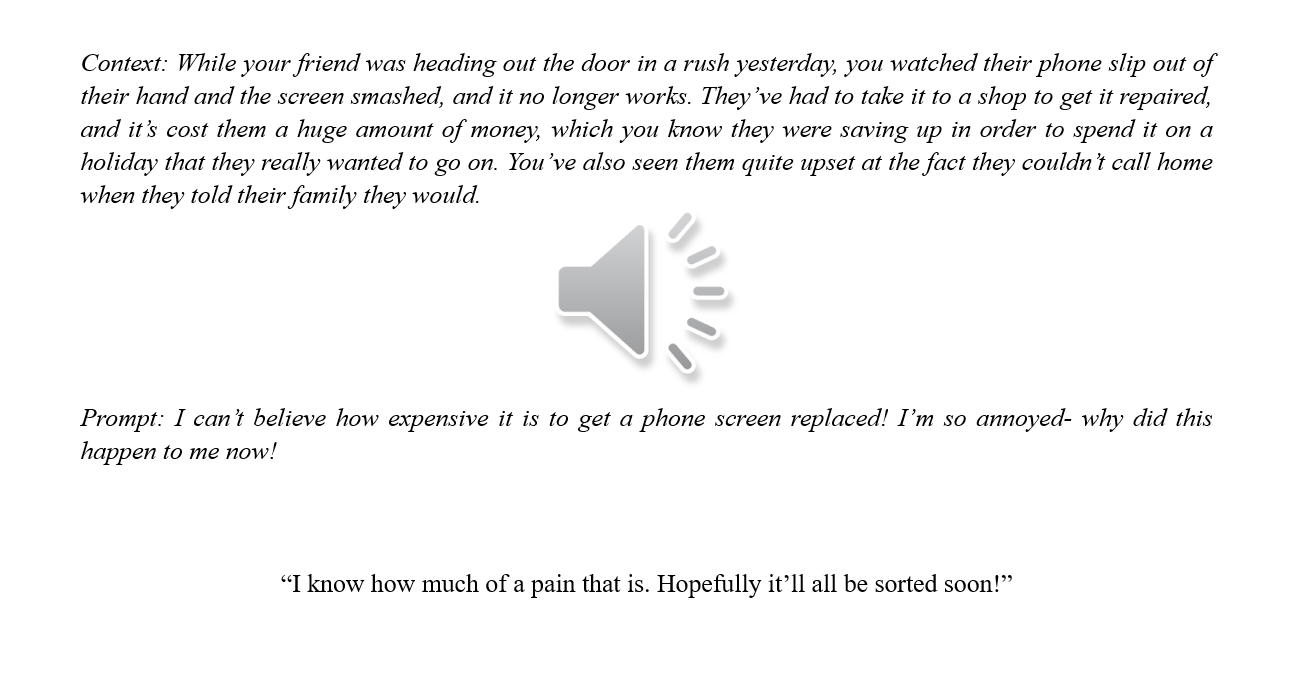 Context: While your friend was heading out the door in a rush yesterday, you watched their phone slip out of
their hand and the screen smashed, and it no longer works. They’ve had to take it to a shop to get it repaired,
and it’s cost them a huge amount of money, which you know they were saving up in order to spend it on a
holiday that they really wanted to go on. You’ve also seen them quite upset at the fact they couldn’t call home
when they told their family they would.
Prompt: I can’t believe how expensive it is to get a phone screen replaced! I’m so annoyed- why did this
happen to me now!
“I know how much of a pain that is. Hopefully it’ll all be sorted soon!”